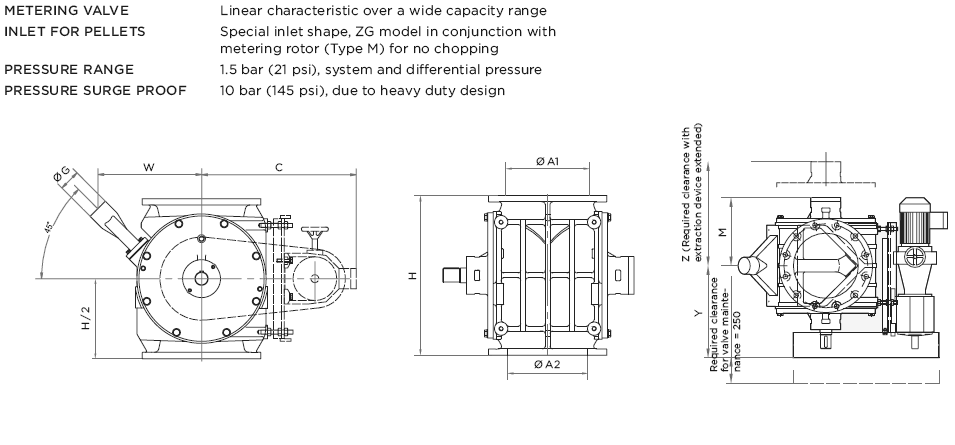 METERING VALVE Linear characteristic over a wide capacity range
INLET FOR PELLETS Special inlet shape, ZG model in conjunction with
metering rotor (Type M) for no chopping
PRESSURE RANGE 1.5 bar (21 psi), system and differential pressure
PRESSURE SURGE PROOF 10 bar (145 psi), due to heavy duty design
Ø G
W
C
45°
H/2
Ø A1
H
Ø A2
Z (Required clearance with
extraction device extended)
M
Y
Required clearance
for valve mainte-
nance = 250